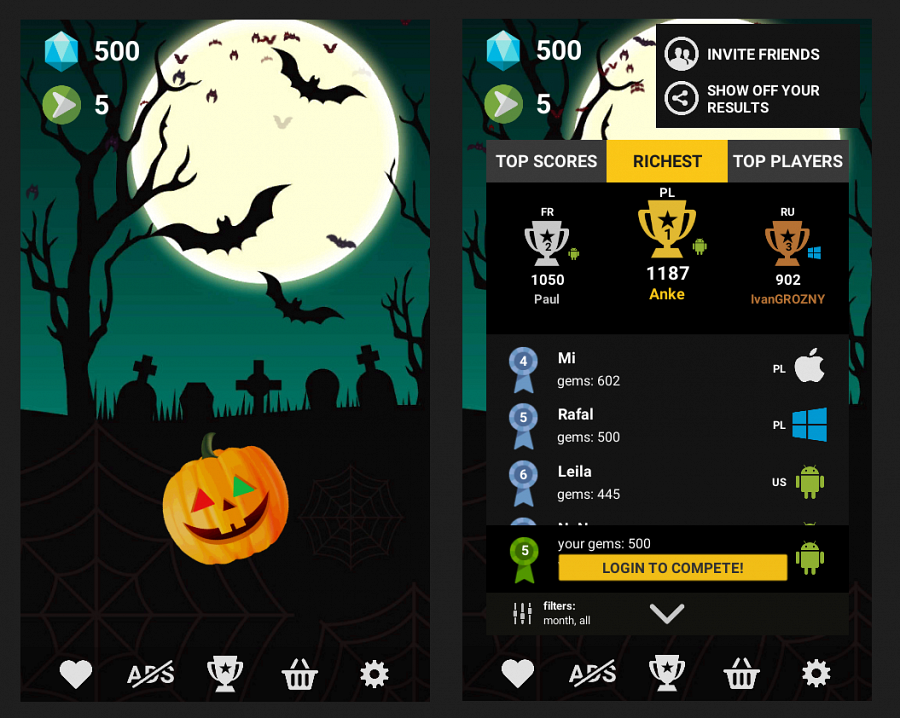 500
5
ADS
500
5
INVITE FRIENDS
SHOW OFF YOUR
RESULTS
TOP SCORES
RICHEST
TOP PLAYERS
FR
PL
RU
2
1
3
1050
1187
902
Paul
Anke
IvanGROZNY
4
Mi
gems: 602
PL
5
Rafal
gems: 500
PL
6
Leila
gems: 445
US
5
your gems: 500
LOGIN TO COMPETE!
filters:
month, all
ADS